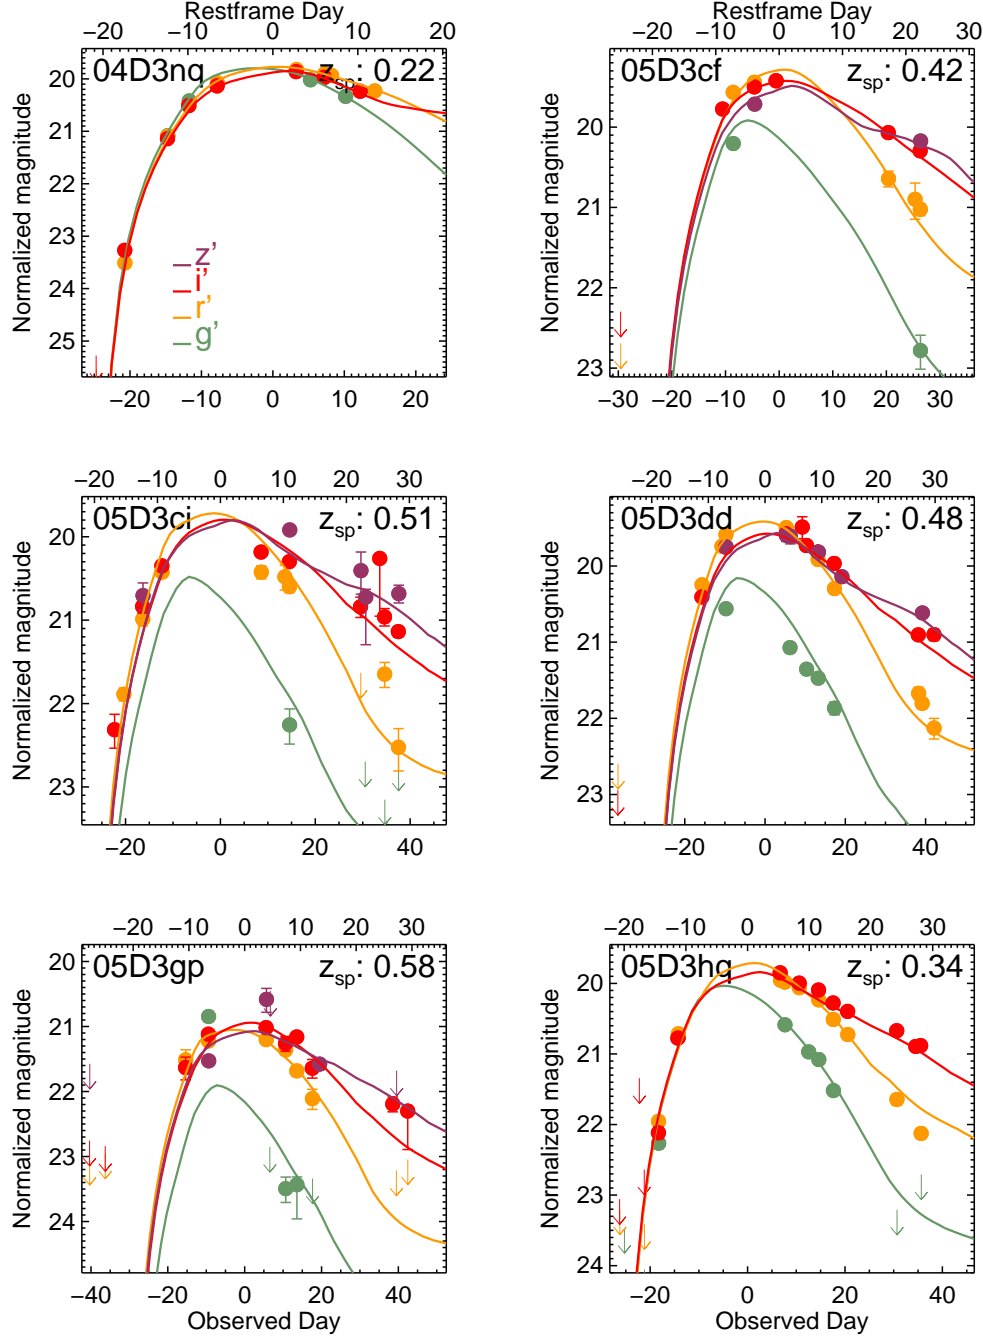 Restframe Day
Restframe Day
−20 −10 0 10 20
−20 −10 0 10 20 30
04D3nq z_sp: 0.22
05D3cf z_sp: 0.42
Normalized magnitude
20
21
22
23
24
25
z’
i’
r’
g’
Normalized magnitude
20
21
22
23
−20 −10 0 10 20
−30 −20 −10 0 10 20 30
−20 −10 0 10 20 30
−20 −10 0 10 20 30
05D3ci z_sp: 0.51
05D3dd z_sp: 0.48
Normalized magnitude
20
21
22
23
Normalized magnitude
20
21
22
23
−20 0 20 40
−20 0 20 40
−20 −10 0 10 20 30
−20 −10 0 10 20 30
05D3gp z_sp: 0.58
05D3hq z_sp: 0.34
Normalized magnitude
20
21
22
23
24
Normalized magnitude
20
21
22
23
24
−40 −20 0 20 40
−20 0 20 40
Observed Day
Observed Day